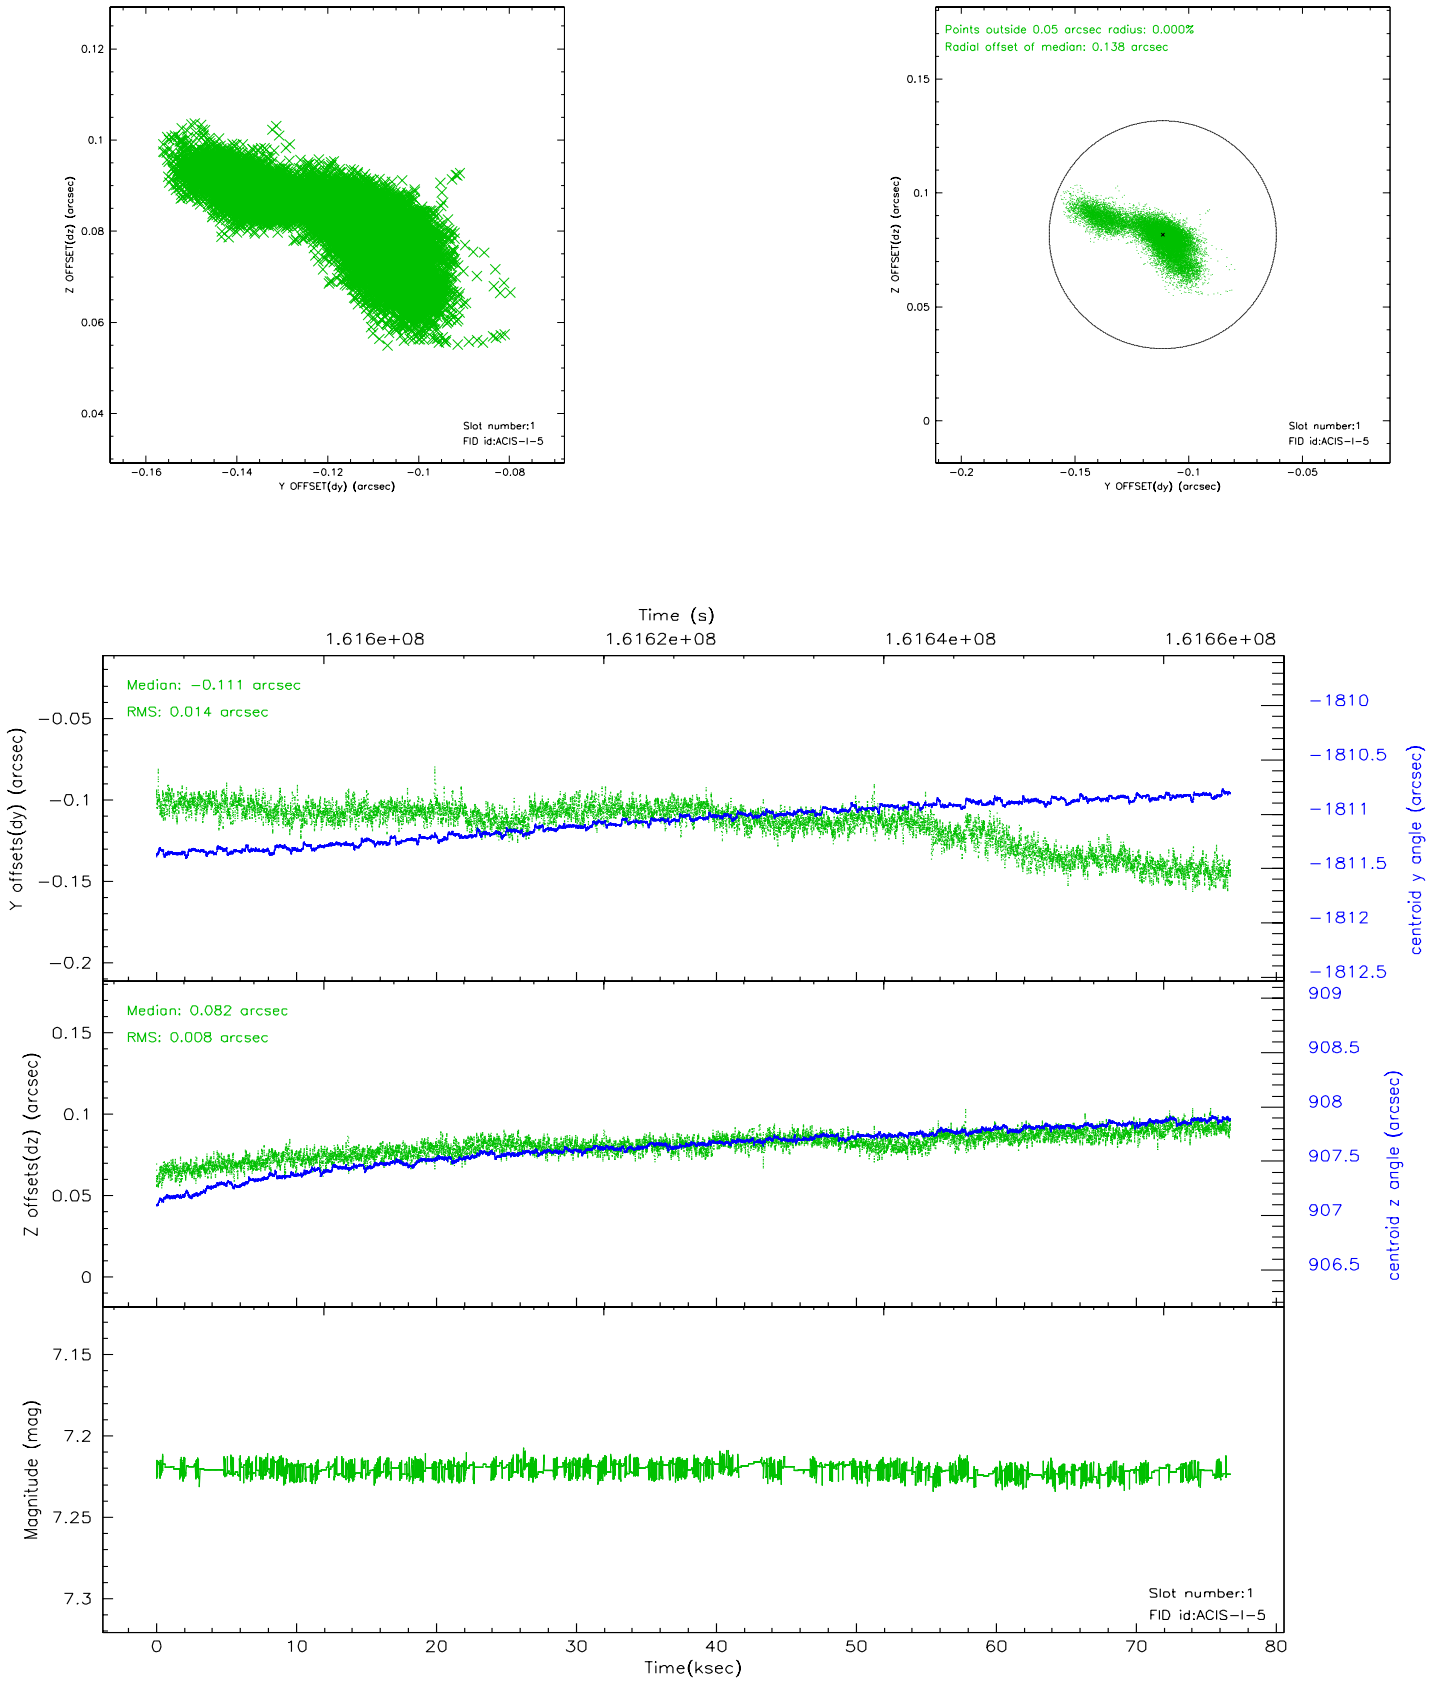 0.12
0.1
0.08
0.06
0.04
Z OFFSET(dz) (arcsec)
Slot number:1
FID id:ACIS-I-5
-0.16 -0.14 -0.12 -0.1 -0.08
Y OFFSET(dy) (arcsec)
Points outside 0.05 arcsec radius: 0.000%
Radial offset of median: 0.138 arcsec
0.15
0.1
0.05
0
Z OFFSET(dz) (arcsec)
Slot number:1
FID id:ACIS-I-5
-0.2 -0.15 -0.1 -0.05
Y OFFSET(dy) (arcsec)
Time (s)
1.616e+08 1.6162e+08 1.6164e+08 1.6166e+08
Median: -0.111 arcsec
RMS: 0.014 arcsec
-0.05
-0.1
-0.15
-0.2
Y offsets(dy) (arcsec)
-1810
-1810.5
-1811
-1811.5
-1812
-1812.5
centroid y angle (arcsec)
Median: 0.082 arcsec
RMS: 0.008 arcsec
0.15
0.1
0.05
0
Z offsets(dz) (arcsec)
909
908.5
908
907.5
907
906.5
centroid z angle (arcsec)
7.15
7.2
7.25
7.3
Magnitude (mag)
Slot number:1
FID id:ACIS-I-5
0 10 20 30 40 50 60 70 80
Time(ksec)